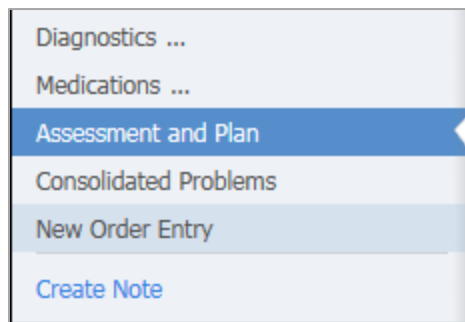 Diagnostics ...
Medications ...
Assessment and Plan
Consolidated Problems
New Order Entry
Create Note